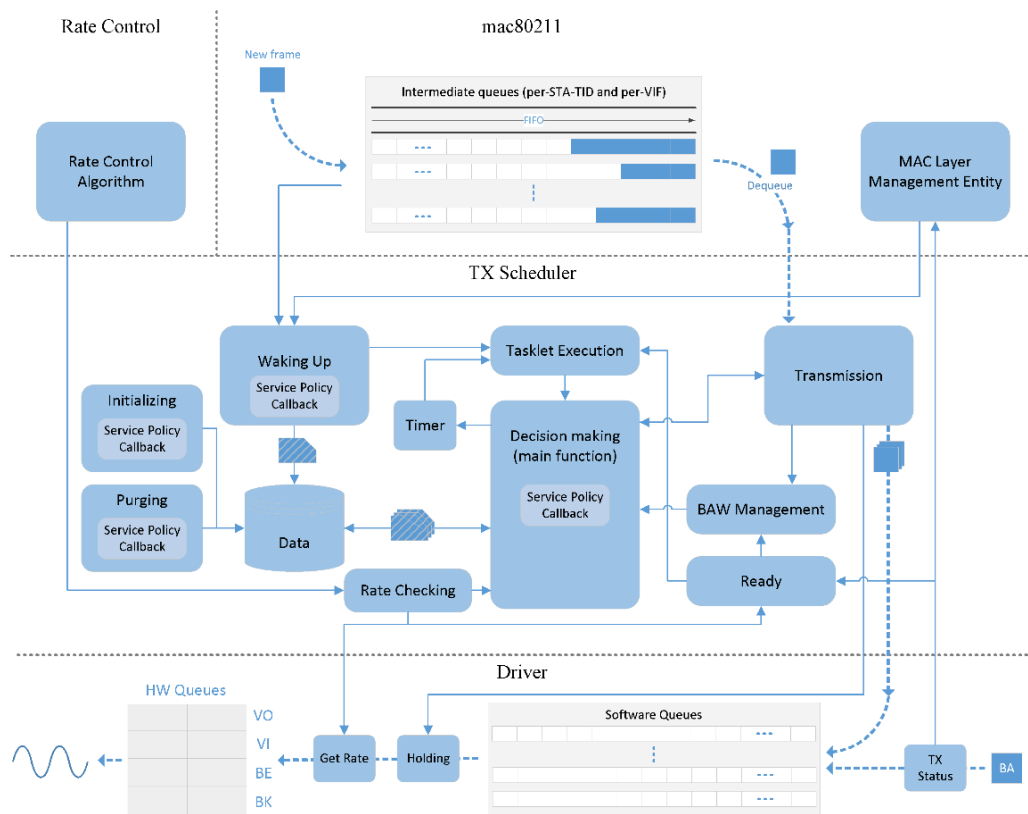 Rate Control
mac80211
New frame
Intermediate queues (per-STA-TID and per-VIF)
FIFO
Rate Control
Algorithm
Dequeue
MAC Layer
Management Entity
TX Scheduler
Waking Up
Service Policy
Callback
Tasklet Execution
Transmission
Initializing
Service Policy
Callback
Timer
Decision making
(main function)
Service Policy
Callback
Purging
Service Policy
Callback
Data
BAW Management
Rate Checking
Ready
Driver
HW Queues
VO
VI
BE
BK
Software Queues
Get Rate
Holding
TX
Status
BA